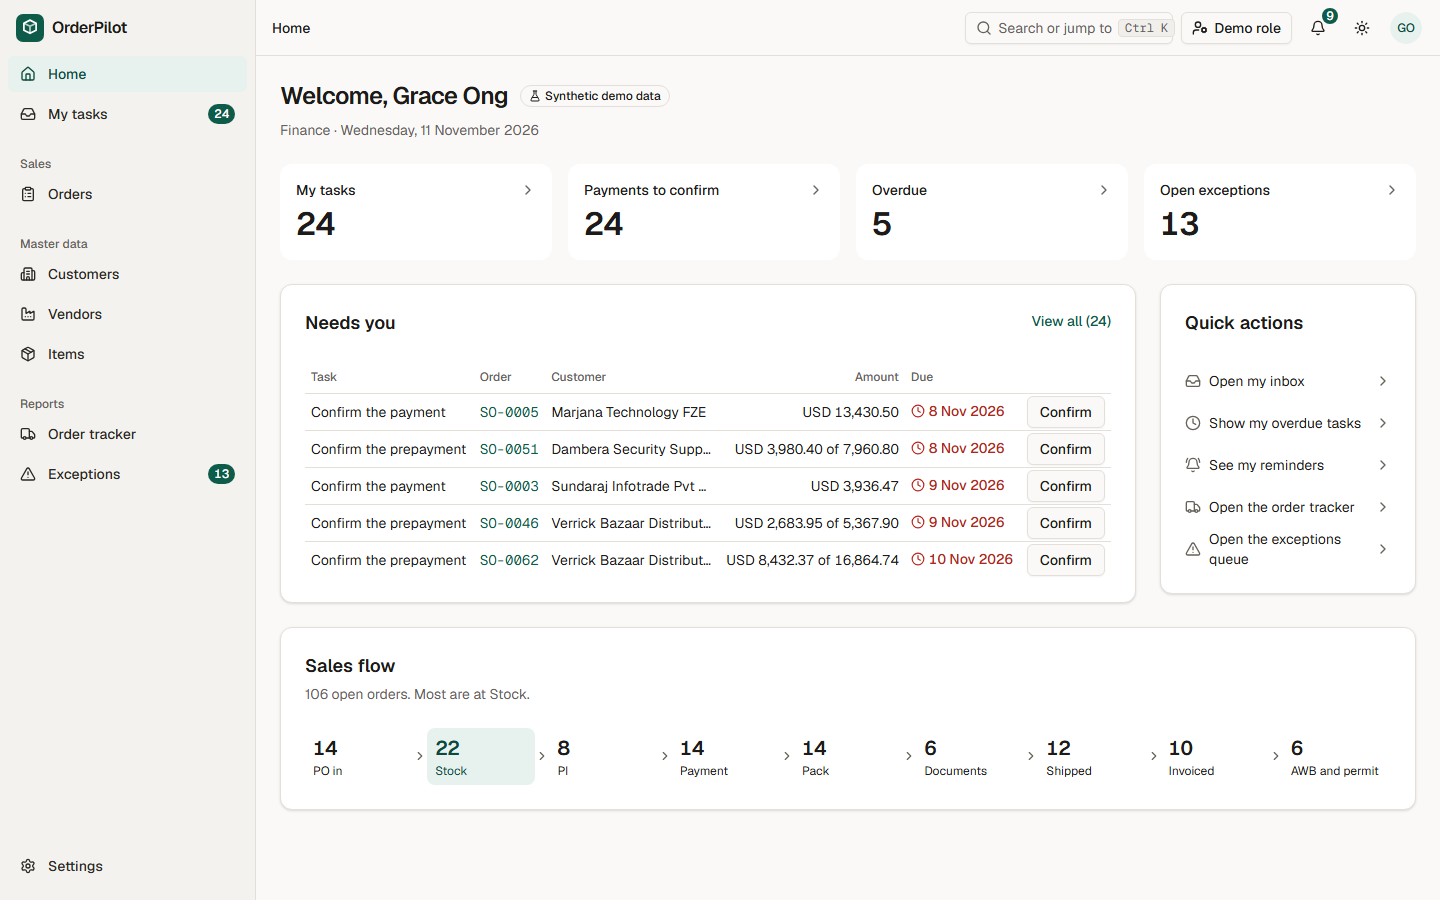 OrderPilot
Home
Search or jump to
Ctrl K
Demo role
9
GO
Home
My tasks
24
Sales
Orders
Master data
Customers
Vendors
Items
Reports
Order tracker
Exceptions
13
Settings
Welcome, Grace Ong
Synthetic demo data
Finance · Wednesday, 11 November 2026
My tasks
24
Payments to confirm
24
Overdue
5
Open exceptions
13
Needs you
View all (24)
Task Order Customer Amount Due
Confirm the payment SO-0005 Marjana Technology FZE USD 13,430.50 8 Nov 2026 Confirm
Confirm the prepayment SO-0051 Dambera Security Supp... USD 3,980.40 of 7,960.80 8 Nov 2026 Confirm
Confirm the payment SO-0003 Sundaraj Infotrade Pvt ... USD 3,936.47 9 Nov 2026 Confirm
Confirm the prepayment SO-0046 Verrick Bazaar Distribut... USD 2,683.95 of 5,367.90 9 Nov 2026 Confirm
Confirm the prepayment SO-0062 Verrick Bazaar Distribut... USD 8,432.37 of 16,864.74 10 Nov 2026 Confirm
Quick actions
Open my inbox
Show my overdue tasks
See my reminders
Open the order tracker
Open the exceptions
queue
Sales flow
106 open orders. Most are at Stock.
14 22 8 14 14 6 12 10 6
PO in Stock PI Payment Pack Documents Shipped Invoiced AWB and permit